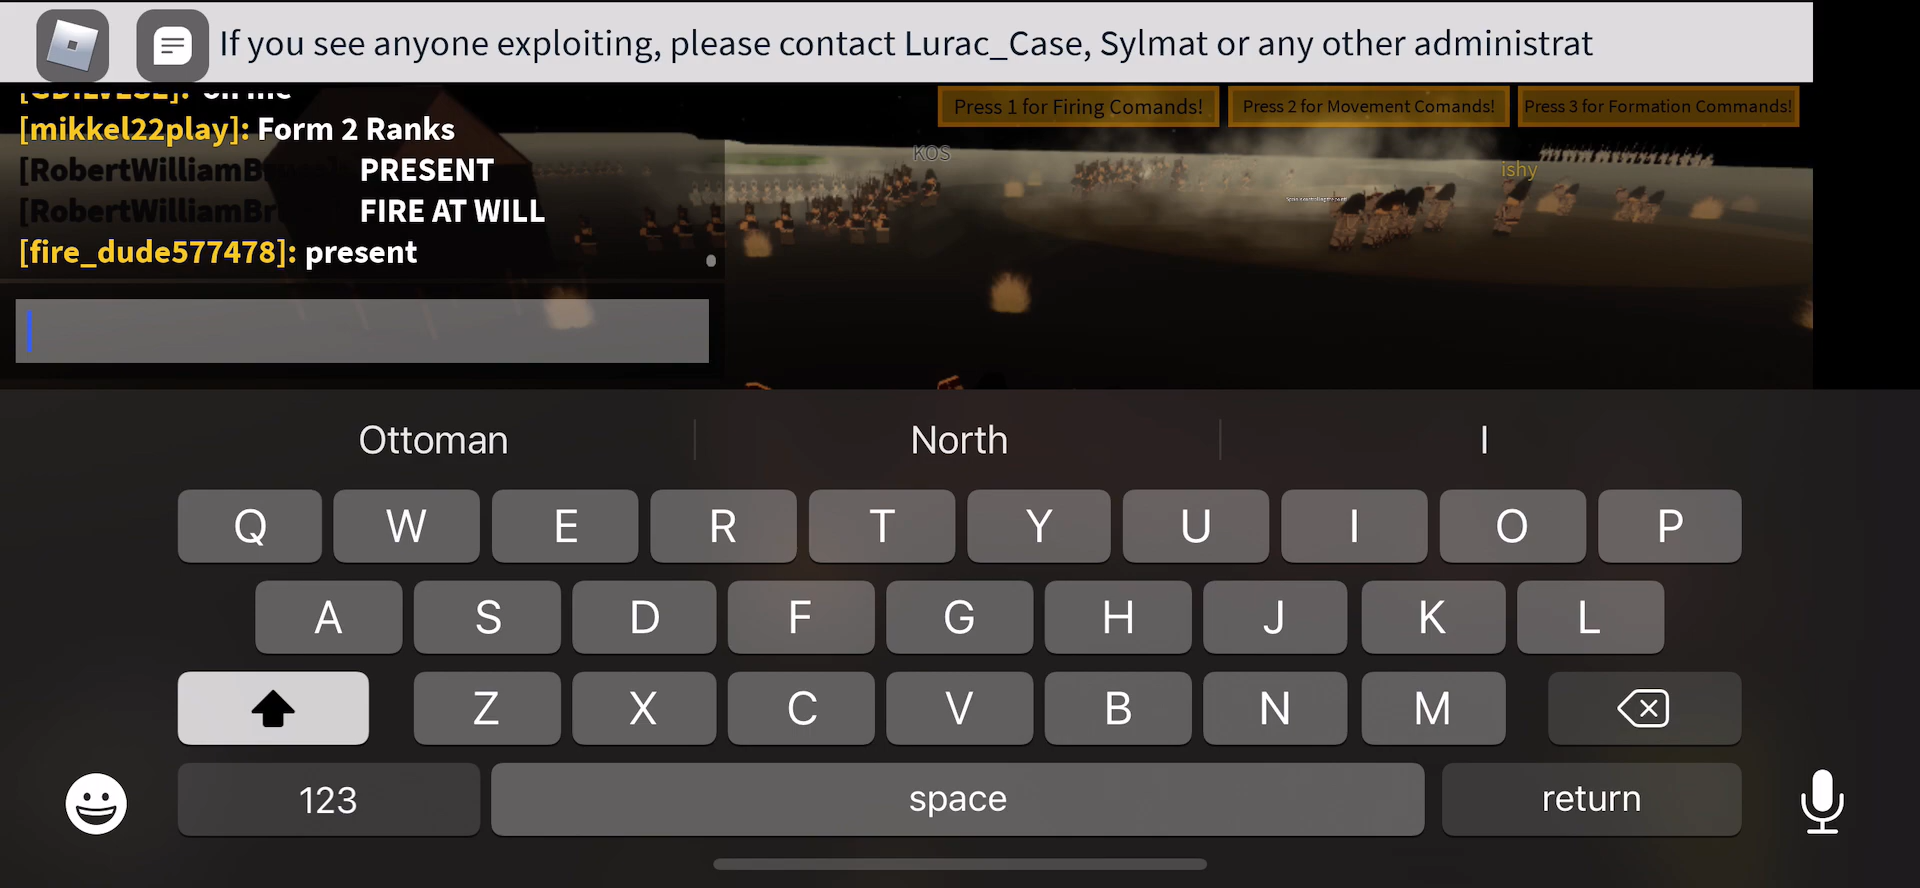 If you see anyone exploiting, please contact Lurac_Case, Sylmat or any other administrat
on me
[mikkel22play]: Form 2 Ranks
PRESENT
FIRE AT WILL
[fire_dude577478]: present
Press 1 for Firing Comands!
Press 2 for Movement Comands!
Press 3 for Formation Commands!
KOS
ishy
Ottoman North I
Q W E R T Y U I O P
A S D F G H J K L
Z X C V B N M
123 space return